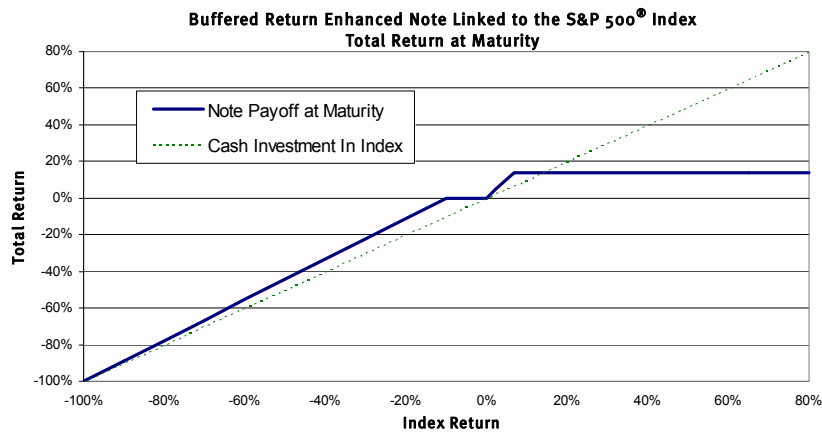 Buffered Return Enhanced Note Linked to the S&P 500® Index
Total Return at Maturity
80%
60%
40%
20%
0%
-20%
-40%
-60%
-80%
-100%
Total Return
Note Payoff at Maturity
Cash Investment In Index
-100% -80% -60% -40% -20% 0% 20% 40% 60% 80%
Index Return